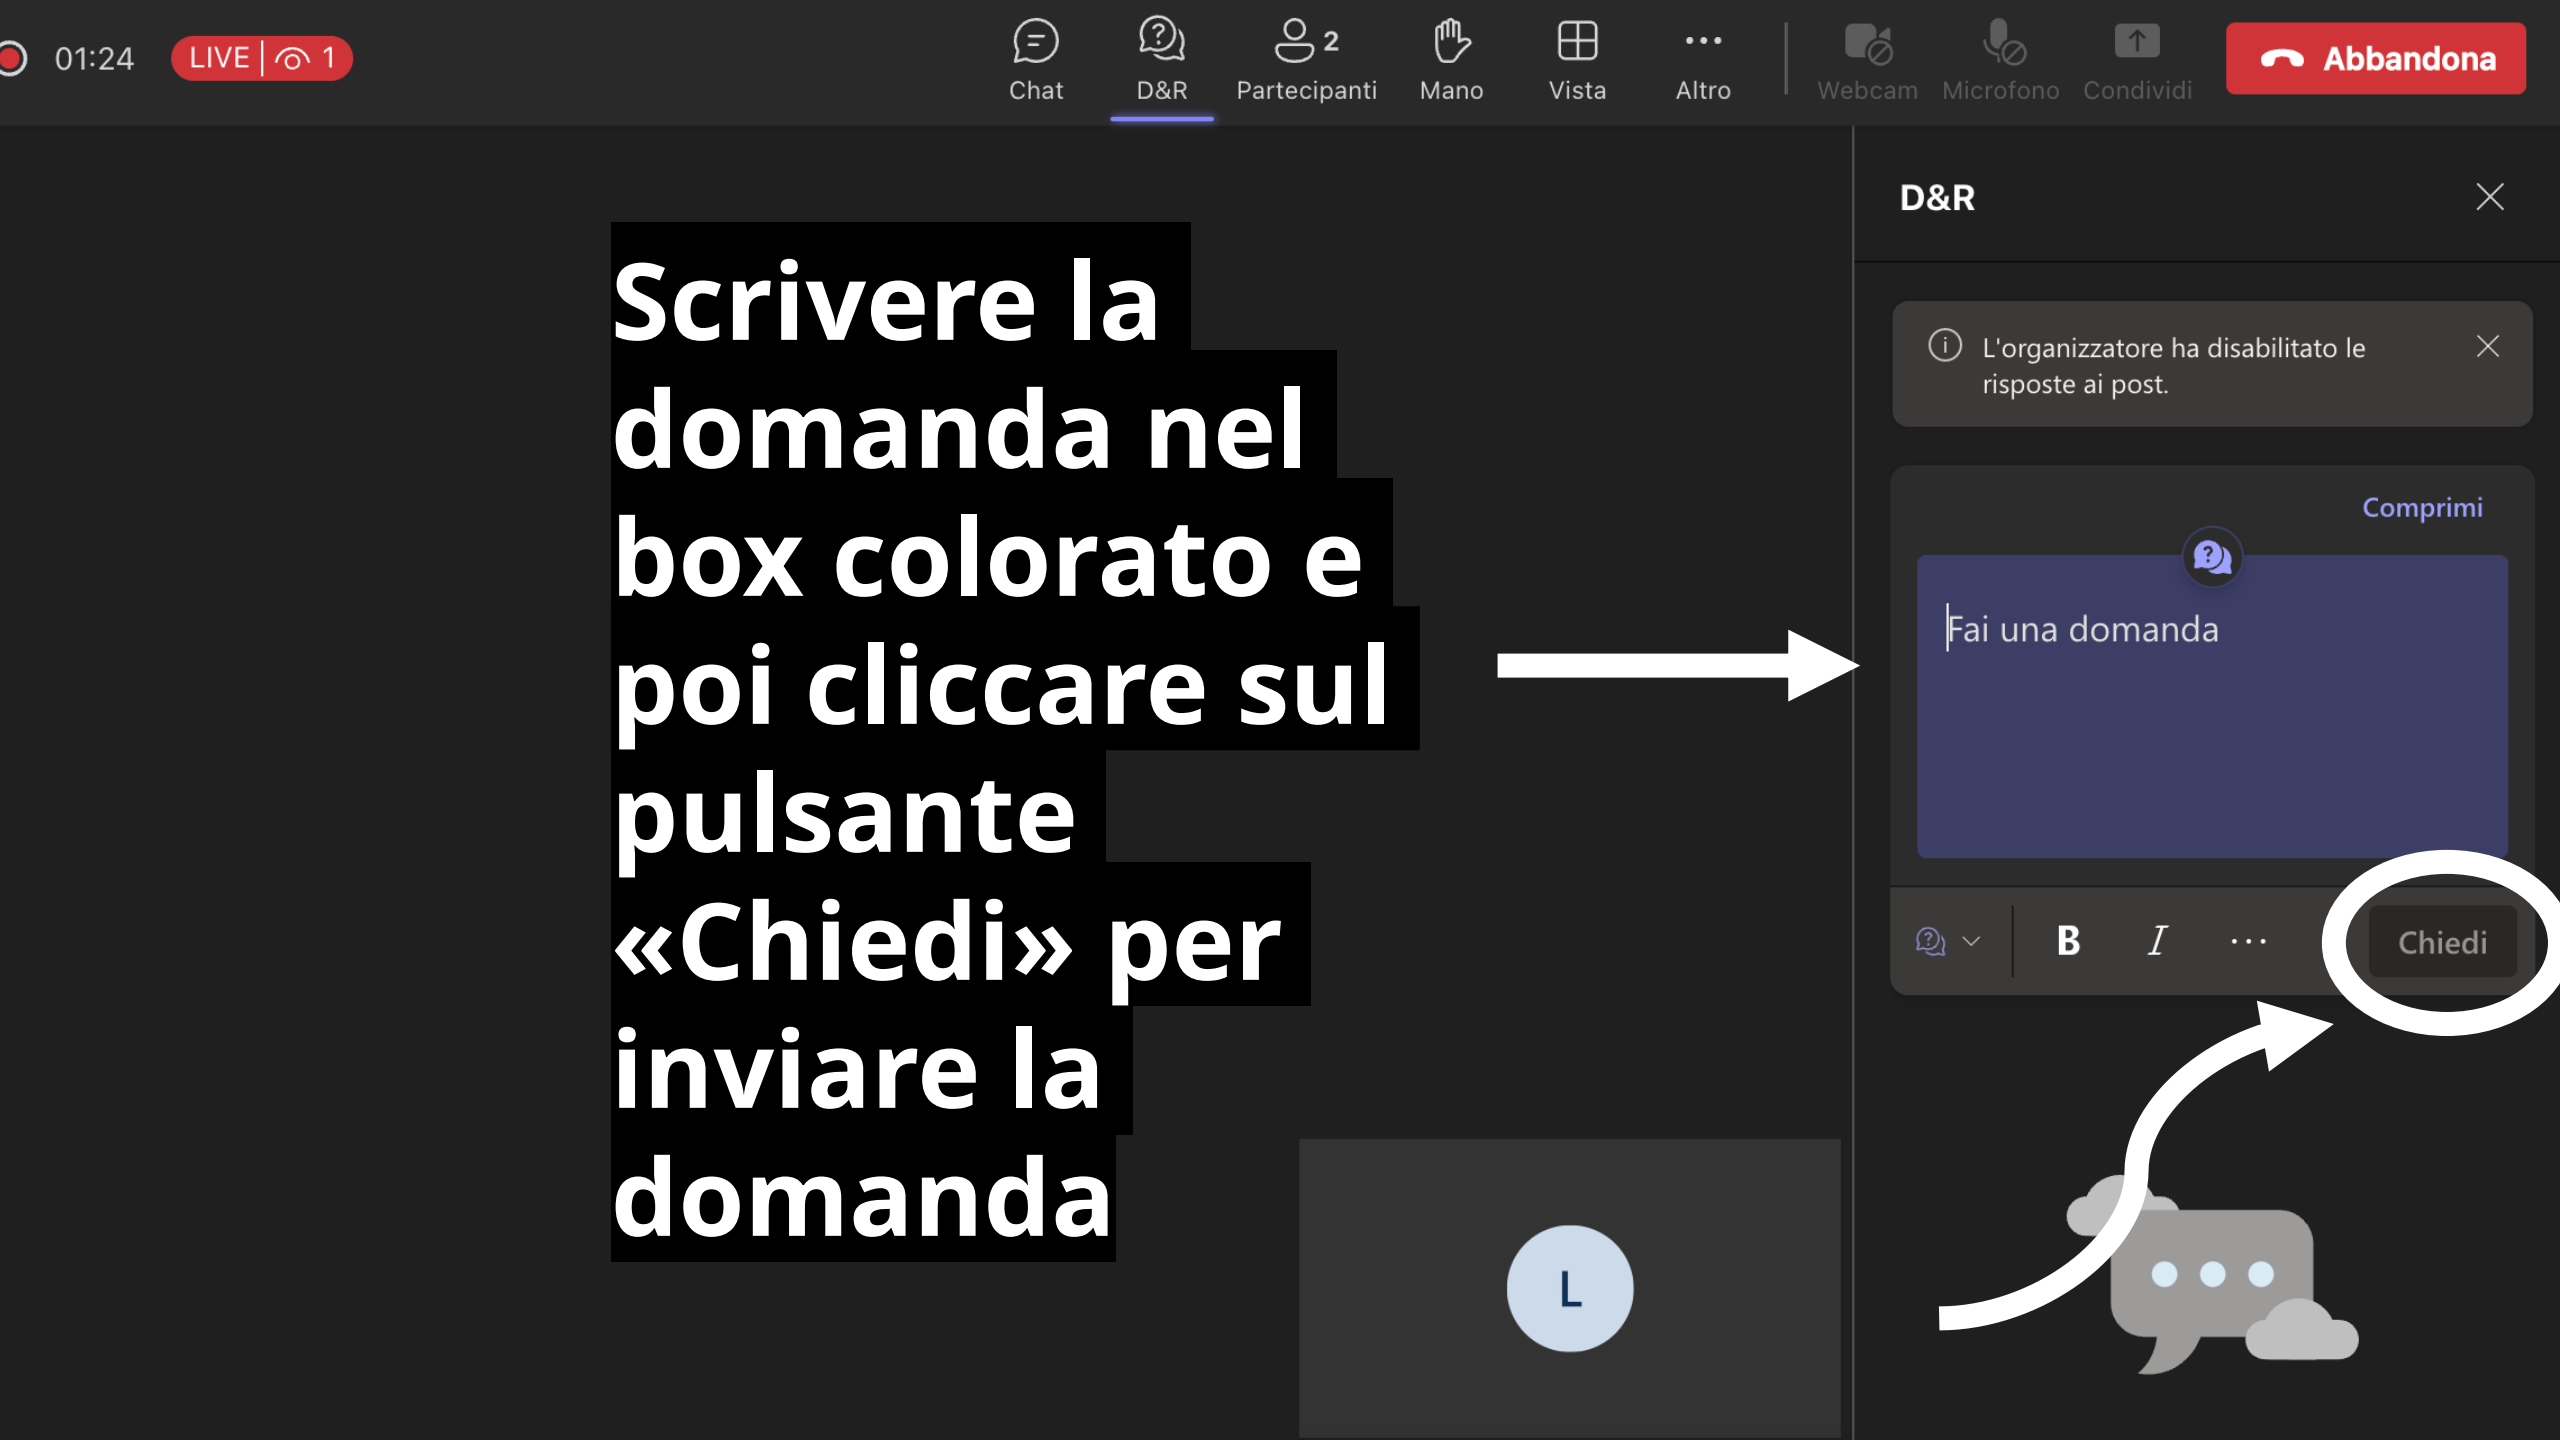 01:24
LIVE 1
Chat
D&R
2
Partecipanti
Mano
Vista
Altro
Webcam
Microfono
Condividi
Abbandona
Scrivere la
domanda nel
box colorato e
poi cliccare sul
pulsante
«Chiedi» per
inviare la
domanda
L
D&R
L'organizzatore ha disabilitato le
risposte ai post.
Comprimi
Fai una domanda
B I ...
Chiedi